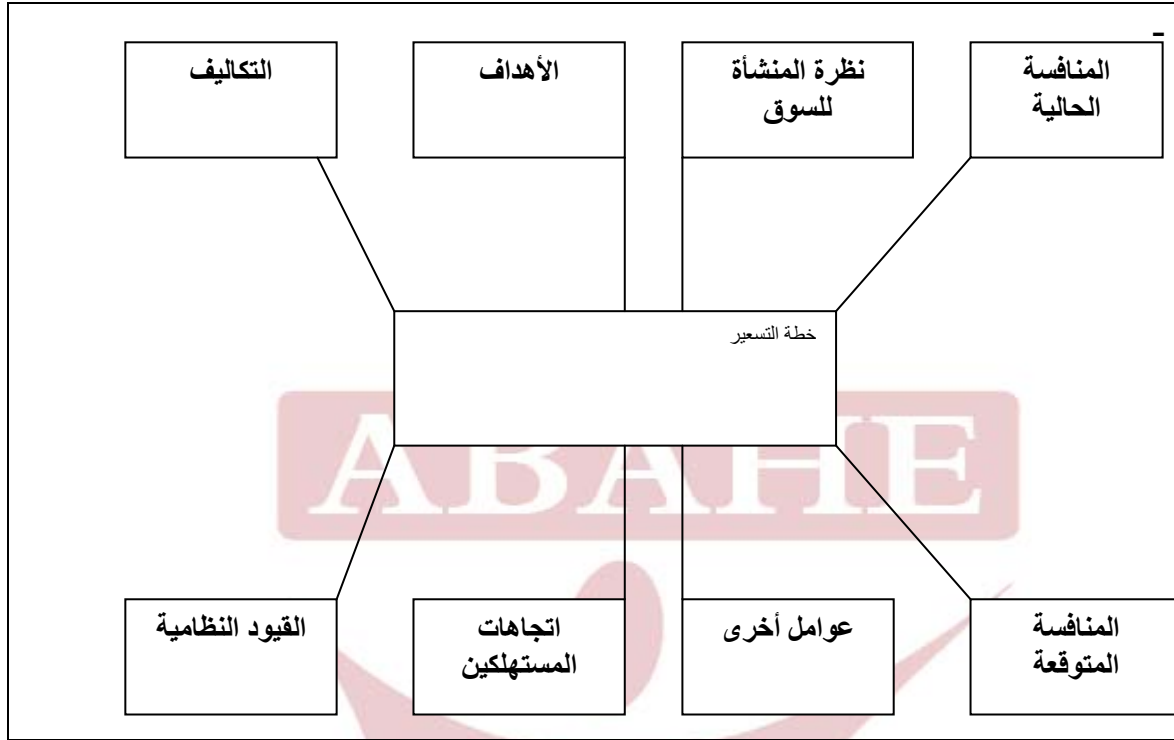 المنافسة
الحالية
نظرة المنشأة
للسوق
الأهداف
التكاليف
خطة التسعير
ABAHE
المنافسة
المتوقعة
عوامل أخرى
اتجاهات
المستهلكين
القيود النظامية